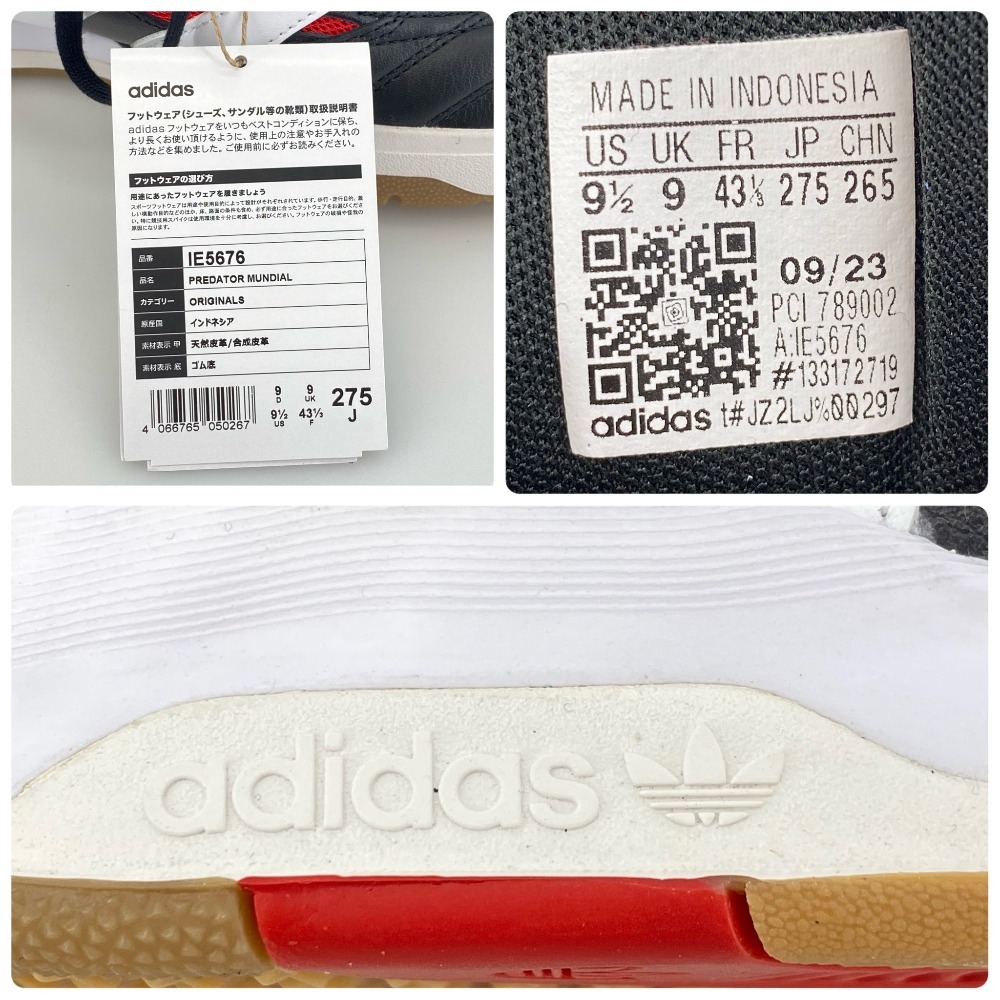 adidas
フットウェア(シューズ、サンダル等の靴類)取扱説明書
adidas フットウェアをいつもベストコンディションに保ち、
より長くお使い頂けるように、使用上の注意やお手入れの
方法などを集めました。ご使用前に必ずお読みください。
フットウェアの選び方
用途にあったフットウェアを履きましょう
品番 IE5676
品名 PREDATOR MUNDIAL
カテゴリー ORIGINALS
原産国 インドネシア
素材表示 甲 天然皮革/合成皮革
素材表示 底 ゴム底
9 D 9 UK 275
9½ US 43⅓ F J
4 066765 050267
MADE IN INDONESIA
US UK FR JP CHN
9½ 9 43⅓ 275 265
09/23
PCI 789002
A:IE5676
#133172719
adidas t#JZ2LJ%00297
adidas